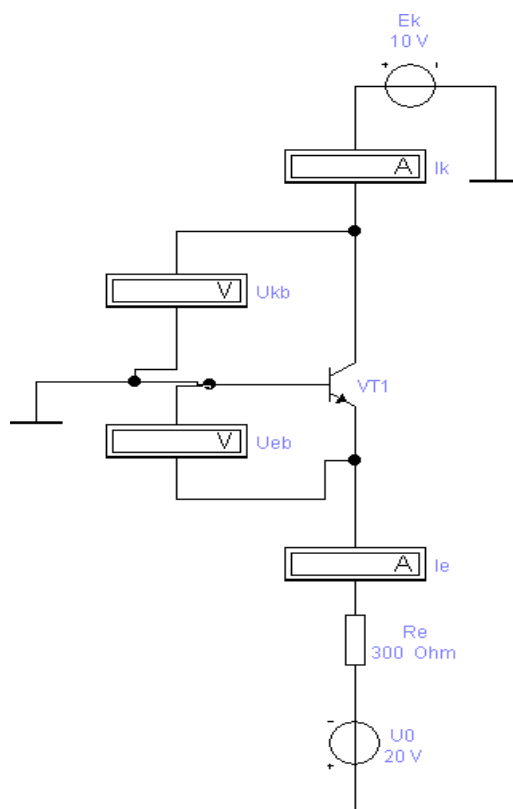 Ek
10 V
+
-
A
Ik
V
Ukb
VT1
V
Ueb
A
Ie
Re
300 Ohm
-
U0
20 V
+